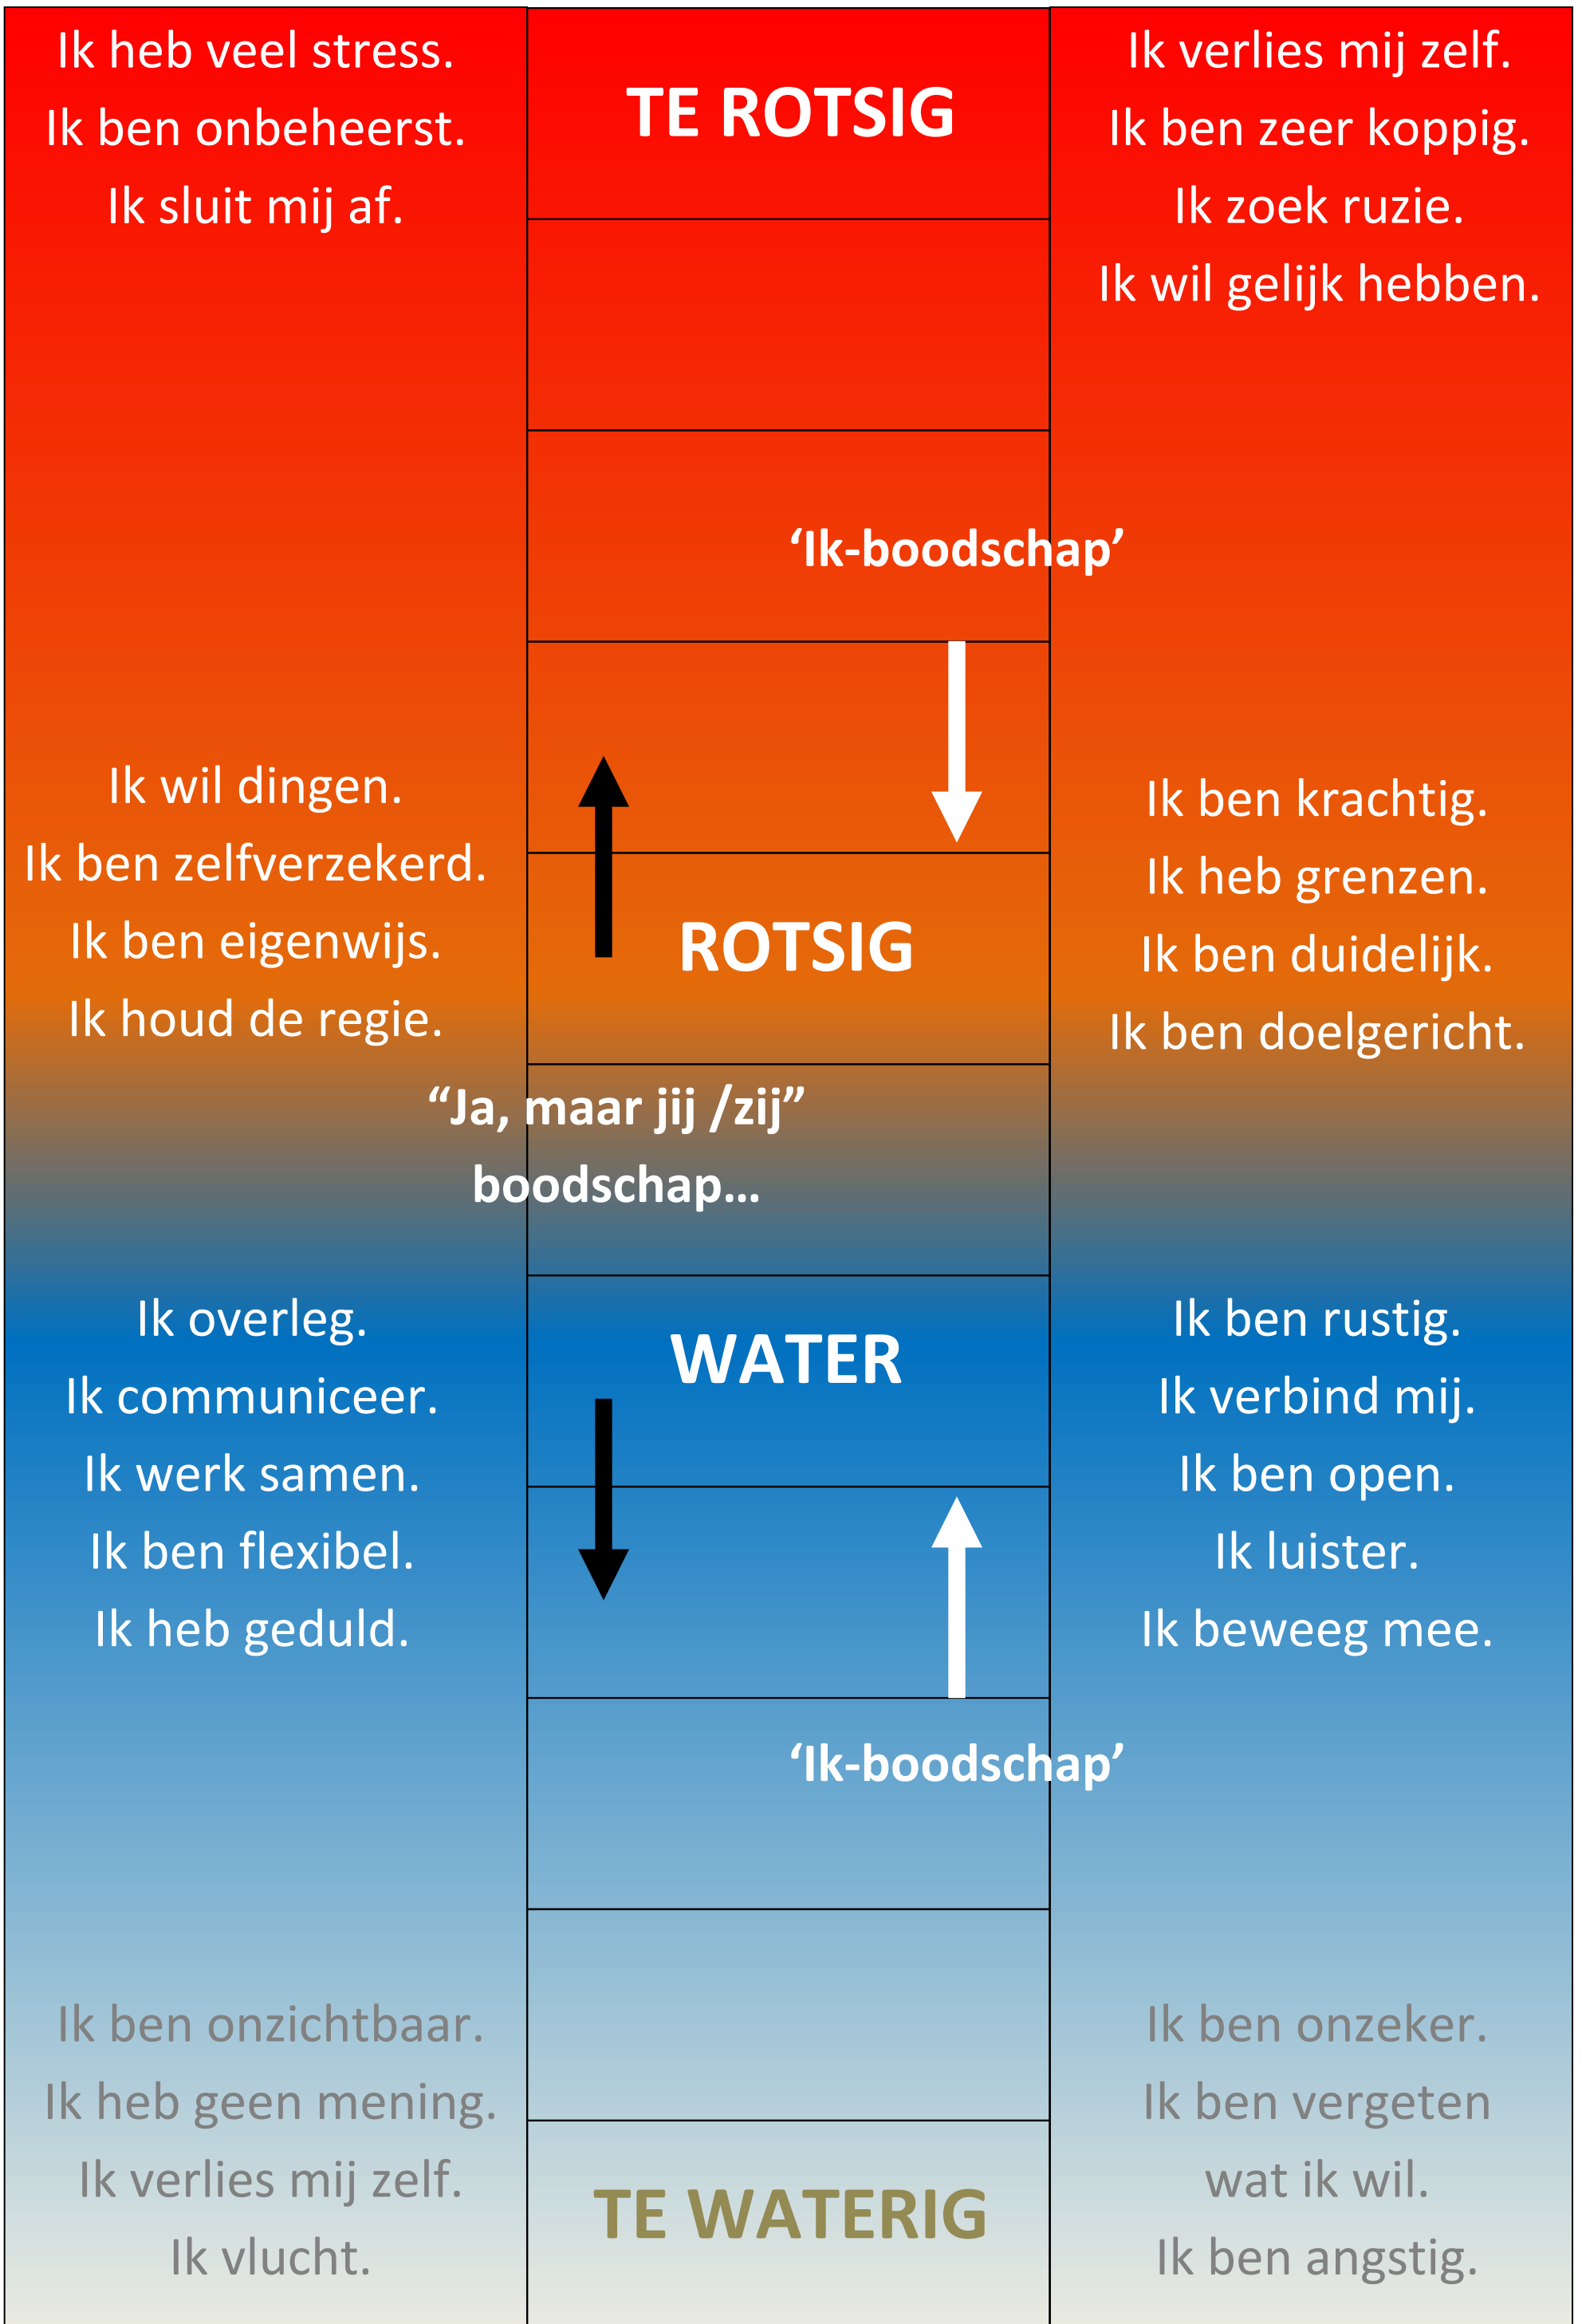 Ik heb veel stress.
Ik ben onbeheerst.
Ik sluit mij af.
TE ROTSIG
Ik verlies mij zelf.
Ik ben zeer koppig.
Ik zoek ruzie.
Ik wil gelijk hebben.
‘Ik-boodschap’
Ik wil dingen.
Ik ben zelfverzekerd.
Ik ben eigenwijs.
Ik houd de regie.
ROTSIG
Ik ben krachtig.
Ik heb grenzen.
Ik ben duidelijk.
Ik ben doelgericht.
“Ja, maar jij /zij”
boodschap...
Ik overleg.
Ik communiceer.
Ik werk samen.
Ik ben flexibel.
Ik heb geduld.
WATER
Ik ben rustig.
Ik verbind mij.
Ik ben open.
Ik luister.
Ik beweeg mee.
‘Ik-boodschap’
Ik ben onzichtbaar.
Ik heb geen mening.
Ik verlies mij zelf.
Ik vlucht.
TE WATERIG
Ik ben onzeker.
Ik ben vergeten
wat ik wil.
Ik ben angstig.